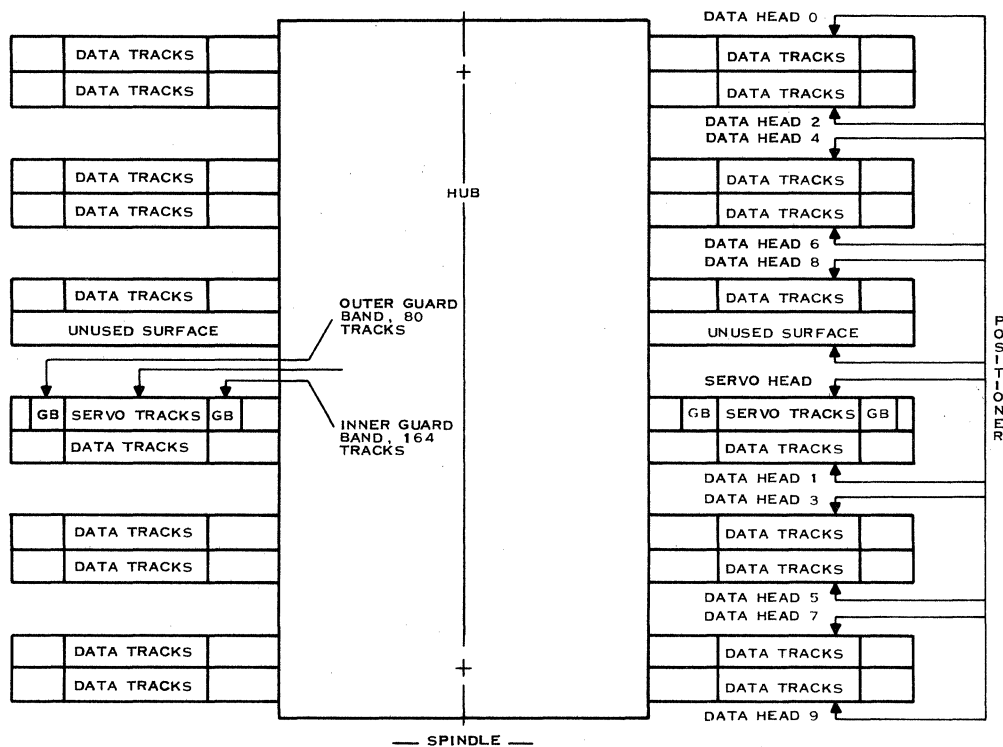 DATA HEAD 0
DATA TRACKS
DATA TRACKS
DATA TRACKS
DATA TRACKS
DATA HEAD 2
DATA HEAD 4
DATA TRACKS
DATA TRACKS
HUB
DATA TRACKS
DATA TRACKS
DATA HEAD 6
DATA HEAD 8
DATA TRACKS
OUTER GUARD
BAND, 80
TRACKS
DATA TRACKS
UNUSED SURFACE
UNUSED SURFACE
POSITIONER
SERVO HEAD
GB SERVO TRACKS GB
GB SERVO TRACKS GB
DATA TRACKS
INNER GUARD
BAND, 164
TRACKS
DATA TRACKS
DATA HEAD 1
DATA HEAD 3
DATA TRACKS
DATA TRACKS
DATA TRACKS
DATA TRACKS
DATA HEAD 5
DATA HEAD 7
DATA TRACKS
DATA TRACKS
DATA TRACKS
DATA TRACKS
DATA HEAD 9
SPINDLE